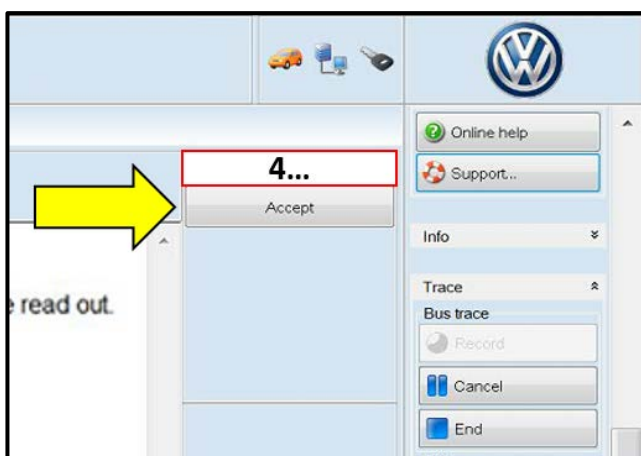 4...
Accept
e read out.
Online help
Support...
Info
Trace
Bus trace
Record
Cancel
End